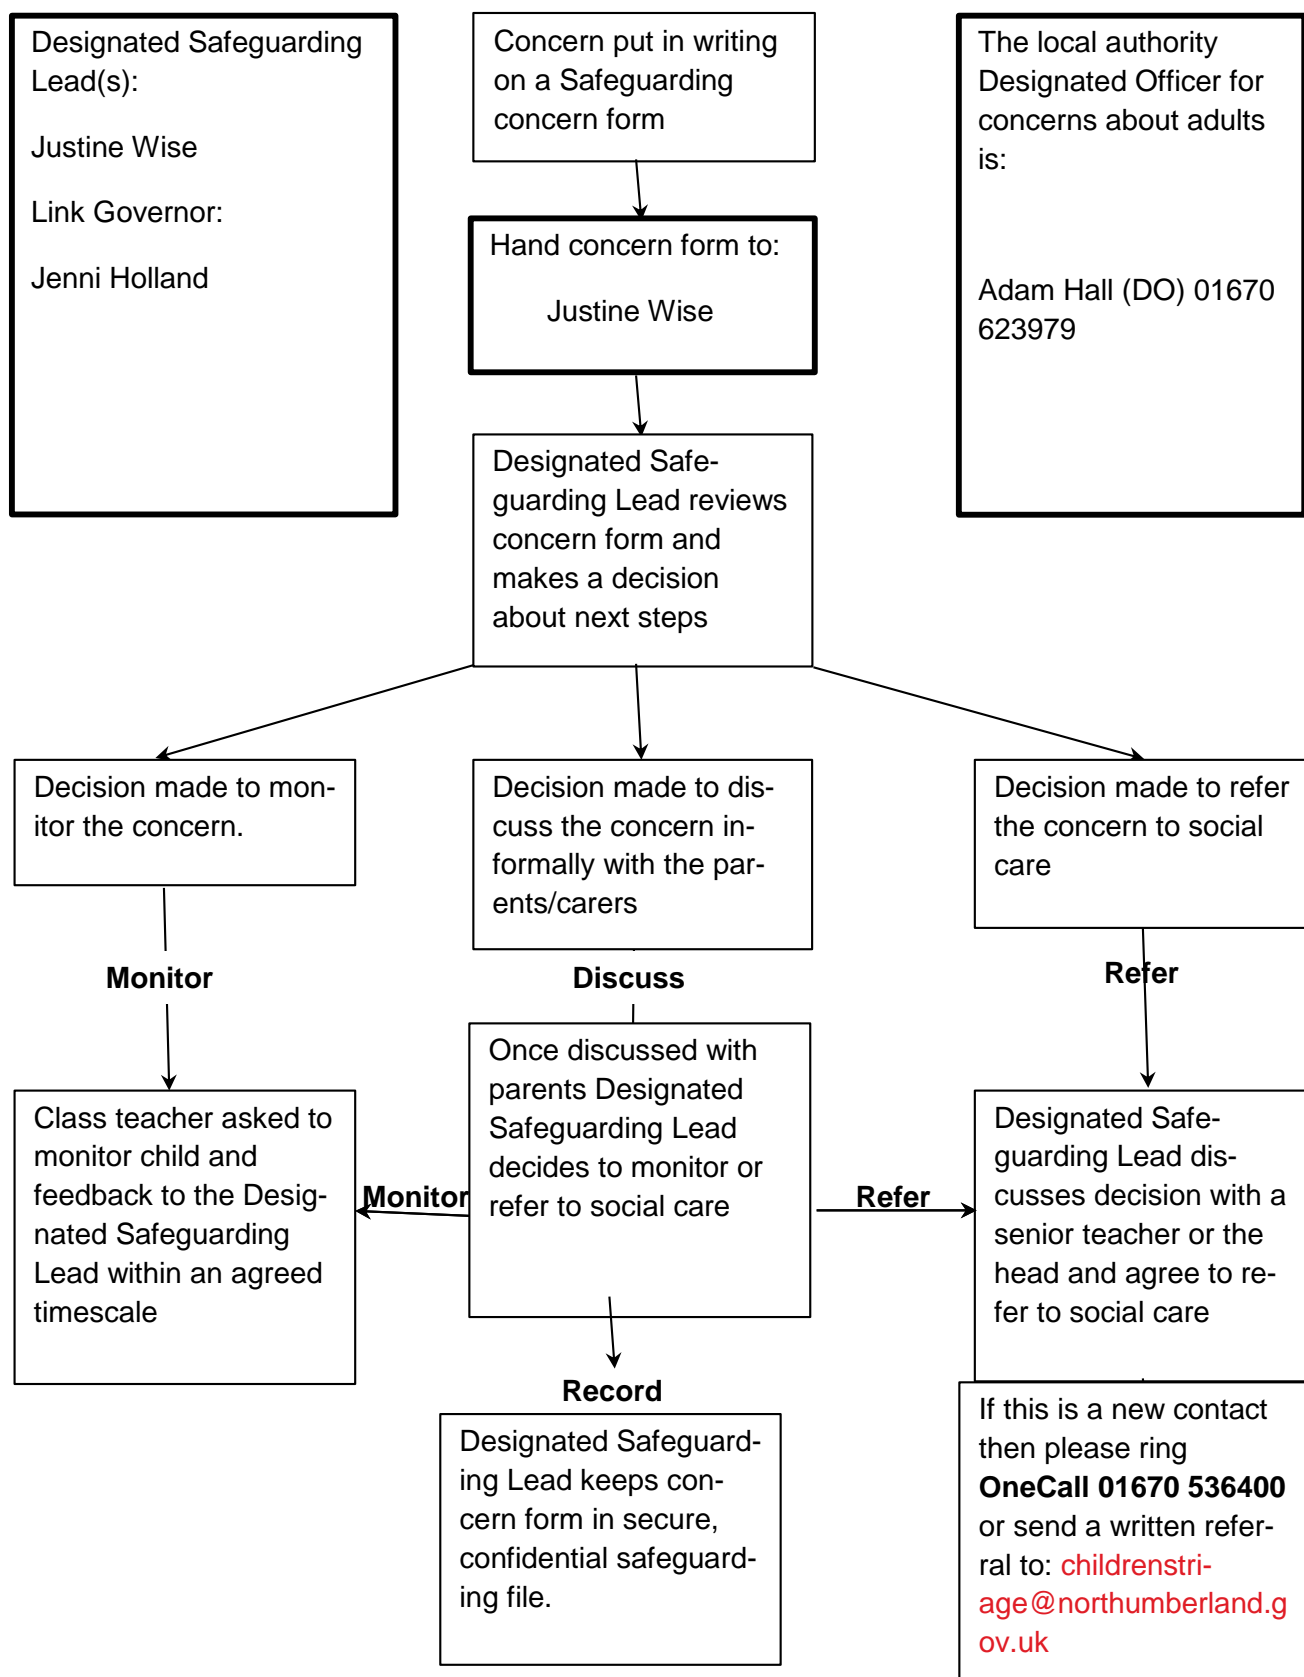 Designated Safeguarding
Lead(s):
Justine Wise
Link Governor:
Jenni Holland
Concern put in writing
on a Safeguarding
concern form
The local authority
Designated Officer for
concerns about adults
is:
Adam Hall (DO) 01670
623979
Hand concern form to:
Justine Wise
Designated Safe-
guarding Lead reviews
concern form and
makes a decision
about next steps
Decision made to mon-
itor the concern.
Decision made to dis-
cuss the concern in-
formally with the par-
ents/carers
Decision made to refer
the concern to social
care
Monitor
Discuss
Refer
Class teacher asked to
monitor child and
feedback to the Desig-
nated Safeguarding
Lead within an agreed
timescale
Monitor
Once discussed with
parents Designated
Safeguarding Lead
decides to monitor or
refer to social care
Refer
Designated Safe-
guarding Lead dis-
cusses decision with a
senior teacher or the
head and agree to re-
fer to social care
Record
Designated Safeguard-
ing Lead keeps con-
cern form in secure,
confidential safeguard-
ing file.
If this is a new contact
then please ring
OneCall 01670 536400
or send a written refer-
ral to: childrenstri-
age@northumberland.g
ov.uk